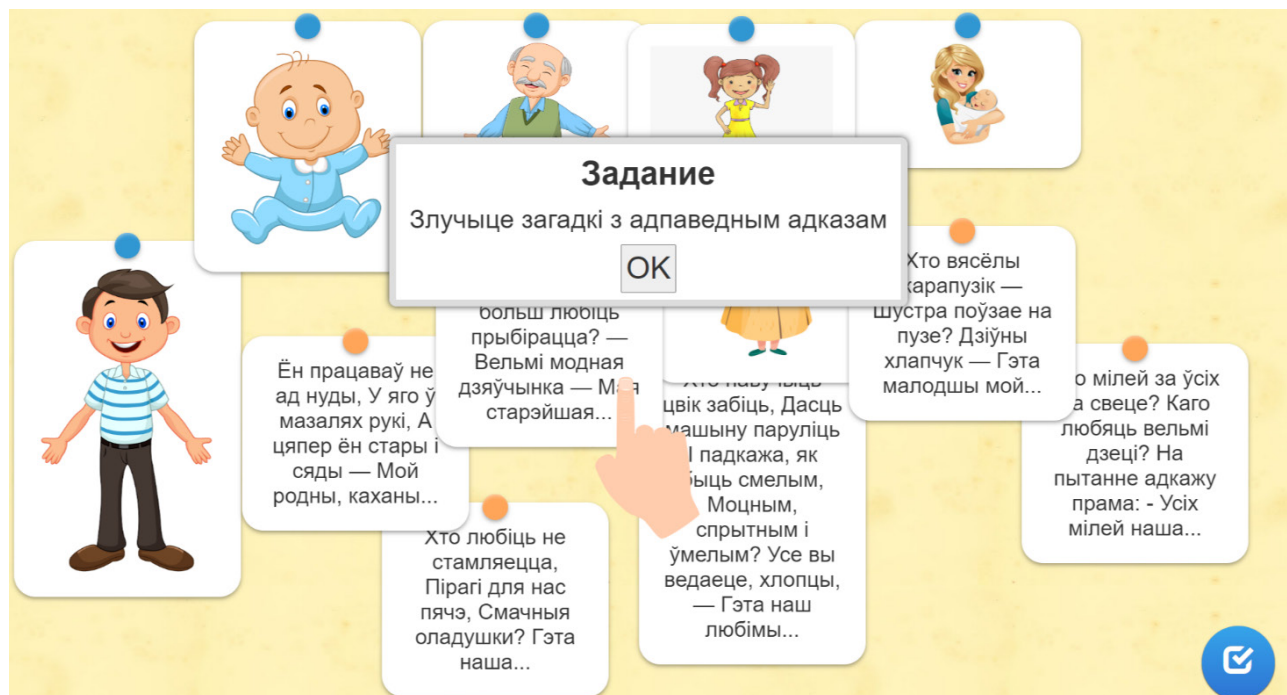 Задание
Злучыце загадкі з адпаведным адказам
OK
Ён працаваў не
ад нуды, У яго ў
мазалях рукі, А
цяпер ён стары і
сяды — Мой
родны, каханы...
больш любіць
прыбірацца? —
Вельмі модная
дзяўчынка — Мая
старэйшая...
Хто любіць не
стамляецца,
Пірагі для нас
пячэ, Смачныя
оладушки? Гэта
наша...
цвік забіць, Дасць
машыну паруліць
І падкажа, як
быць смелым,
Моцным,
спрытным і
ўмелым? Усе вы
ведаеце, хлопцы,
— Гэта наш
любімы...
Хто вясёлы
карапузік —
Шустра поўзае на
пузе? Дзіўны
хлапчук — Гэта
малодшы мой...
мілей за ўсіх
свеце? Каго
любяць вельмі
дзеці? На
пытанне адкажу
прама: - Усіх
мілей наша...